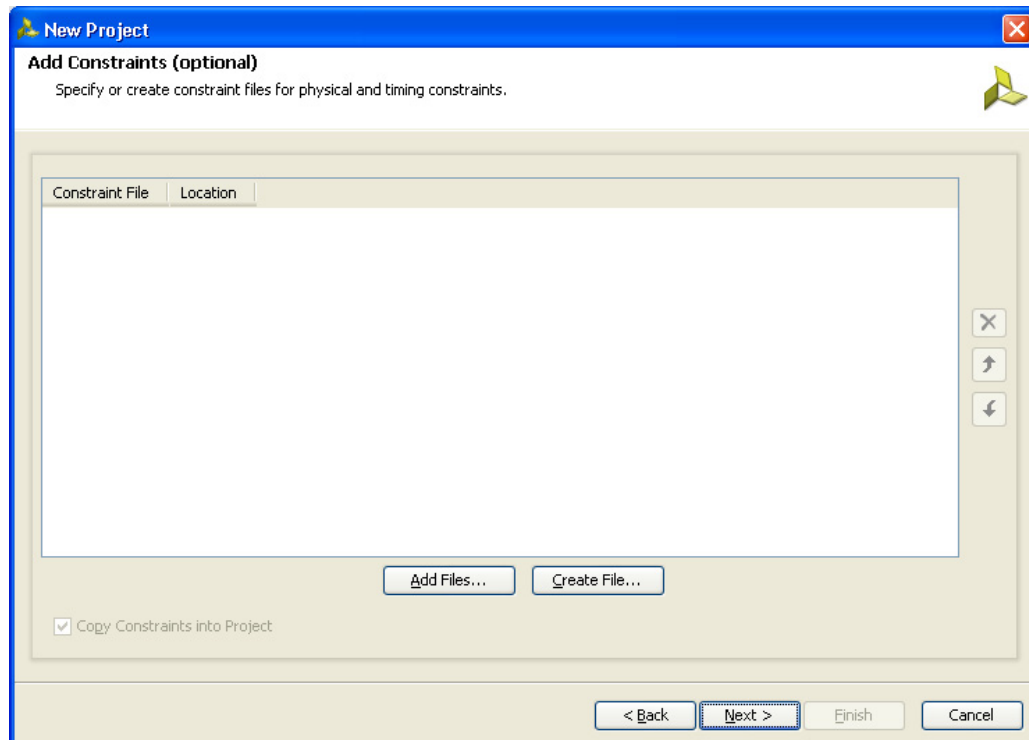 New Project
Add Constraints (optional)
Specify or create constraint files for physical and timing constraints.
Constraint File Location
Add Files... Create File...
Copy Constraints into Project
< Back Next > Finish Cancel